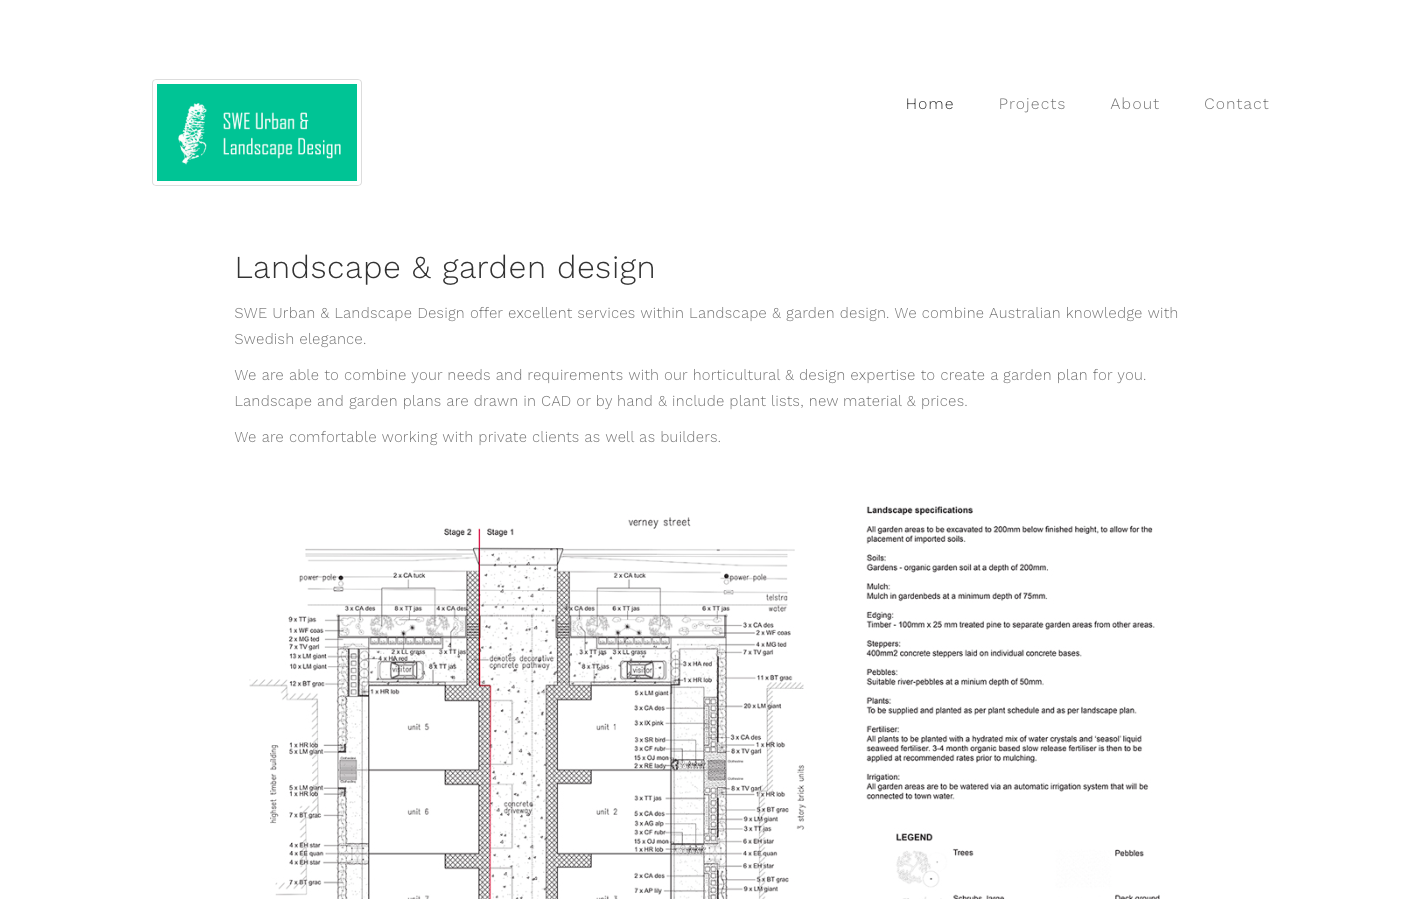 SWE Urban &
Landscape Design
Home
Projects
About
Contact
Landscape & garden design
SWE Urban & Landscape Design offer excellent services within Landscape & garden design. We combine Australian knowledge with
Swedish elegance.
We are able to combine your needs and requirements with our horticultural & design expertise to create a garden plan for you.
Landscape and garden plans are drawn in CAD or by hand & include plant lists, new material & prices.
We are comfortable working with private clients as well as builders.
verney street
Stage 2
Stage 1
power pole
2 x CA tuck
2 x CA tuck
power pole
telstra
water
3 x CA des
8 x TT jas
4 x CA des
CA des
6 x TT jas
6 x TT jas
9 x TT jas
1 x WF coas
2 x MG ted
7 x TV garl
13 x LM giant
10 x LM giant
12 x BT grac
3 x CA des
2 x WF coas
4 x MG ted
7 x TV garl
11 x BT grac
2 x LL grass
3 x TT jas
4 x HA red
visitor
8 x TT jas
1 x HR lob
denotes decorative
concrete pathway
3 x TT jas
3 x LL grass
8 x TT jas
visitor
3 x HA red
1 x HR lob
5 x LM giant
3 x CA des
3 x IX pink
3 x SR bird
3 x CF rubr
15 x OJ mon
2 x RE lady
20 x LM giant
3 x CA des
1 x HR lob
8 x TV garl
unit 5
unit 1
1 x HR lob
5 x LM giant
highset timber building
5 x LM giant
1 x HR lob
7 x BT grac
unit 6
concrete
driveway
unit 2
3 x TT jas
5 x CA des
3 x AG alp
3 x CF rubr
15 x OJ mon
1 x HR lob
8 x TV garl
1 x HR lob
5 x BT grac
9 x LM giant
3 x TT jas
6 x EH star
4 x EE quan
6 x EH star
3 story brick units
4 x EH star
4 x EE quan
4 x EH star
7 x BT grac
2 x CA des
7 x AP lily
5 x BT grac
9 x LM giant
Landscape specifications
All garden areas to be excavated to 200mm below finished height, to allow for the
placement of imported soils.
Soils:
Gardens - organic garden soil at a depth of 200mm.
Mulch:
Mulch in gardenbeds at a minimum depth of 75mm.
Edging:
Timber - 100mm x 25 mm treated pine to separate garden areas from other areas.
Steppers:
400mm2 concrete steppers laid on individual concrete bases.
Pebbles:
Suitable river-pebbles at a minium depth of 50mm.
Plants:
To be supplied and planted as per plant schedule and as per landscape plan.
Fertiliser:
All plants to be planted with a hydrated mix of water crystals and 'seasol' liquid
seaweed fertiliser. 3-4 month organic based slow release fertiliser is then to be
applied at recommended rates prior to mulching.
Irrigation:
All garden areas are to be watered via an automatic irrigation system that will be
connected to town water.
LEGEND
Trees
Pebbles
Schrubs, large
Deck ground